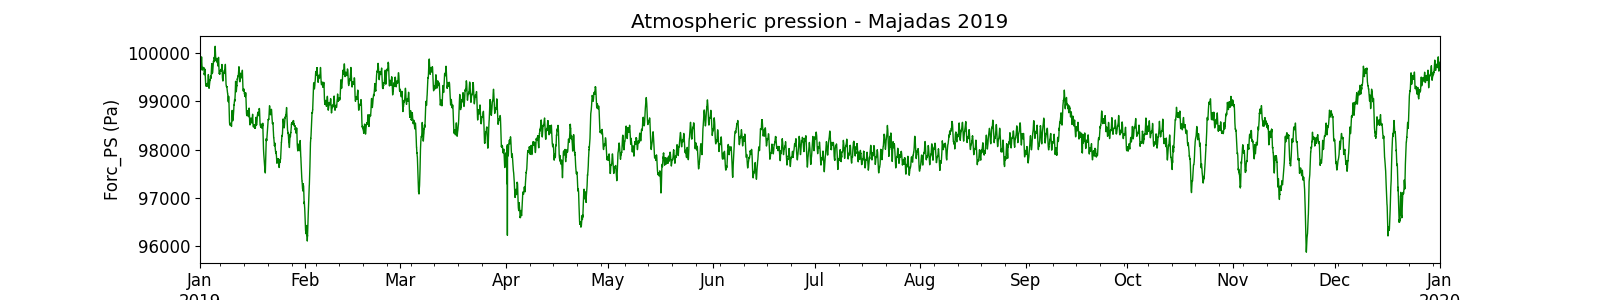 Atmospheric pression - Majadas 2019
100000
99000
98000
97000
96000
Forc_PS (Pa)
Jan Feb Mar Apr May Jun Jul Aug Sep Oct Nov Dec Jan
2019 2020